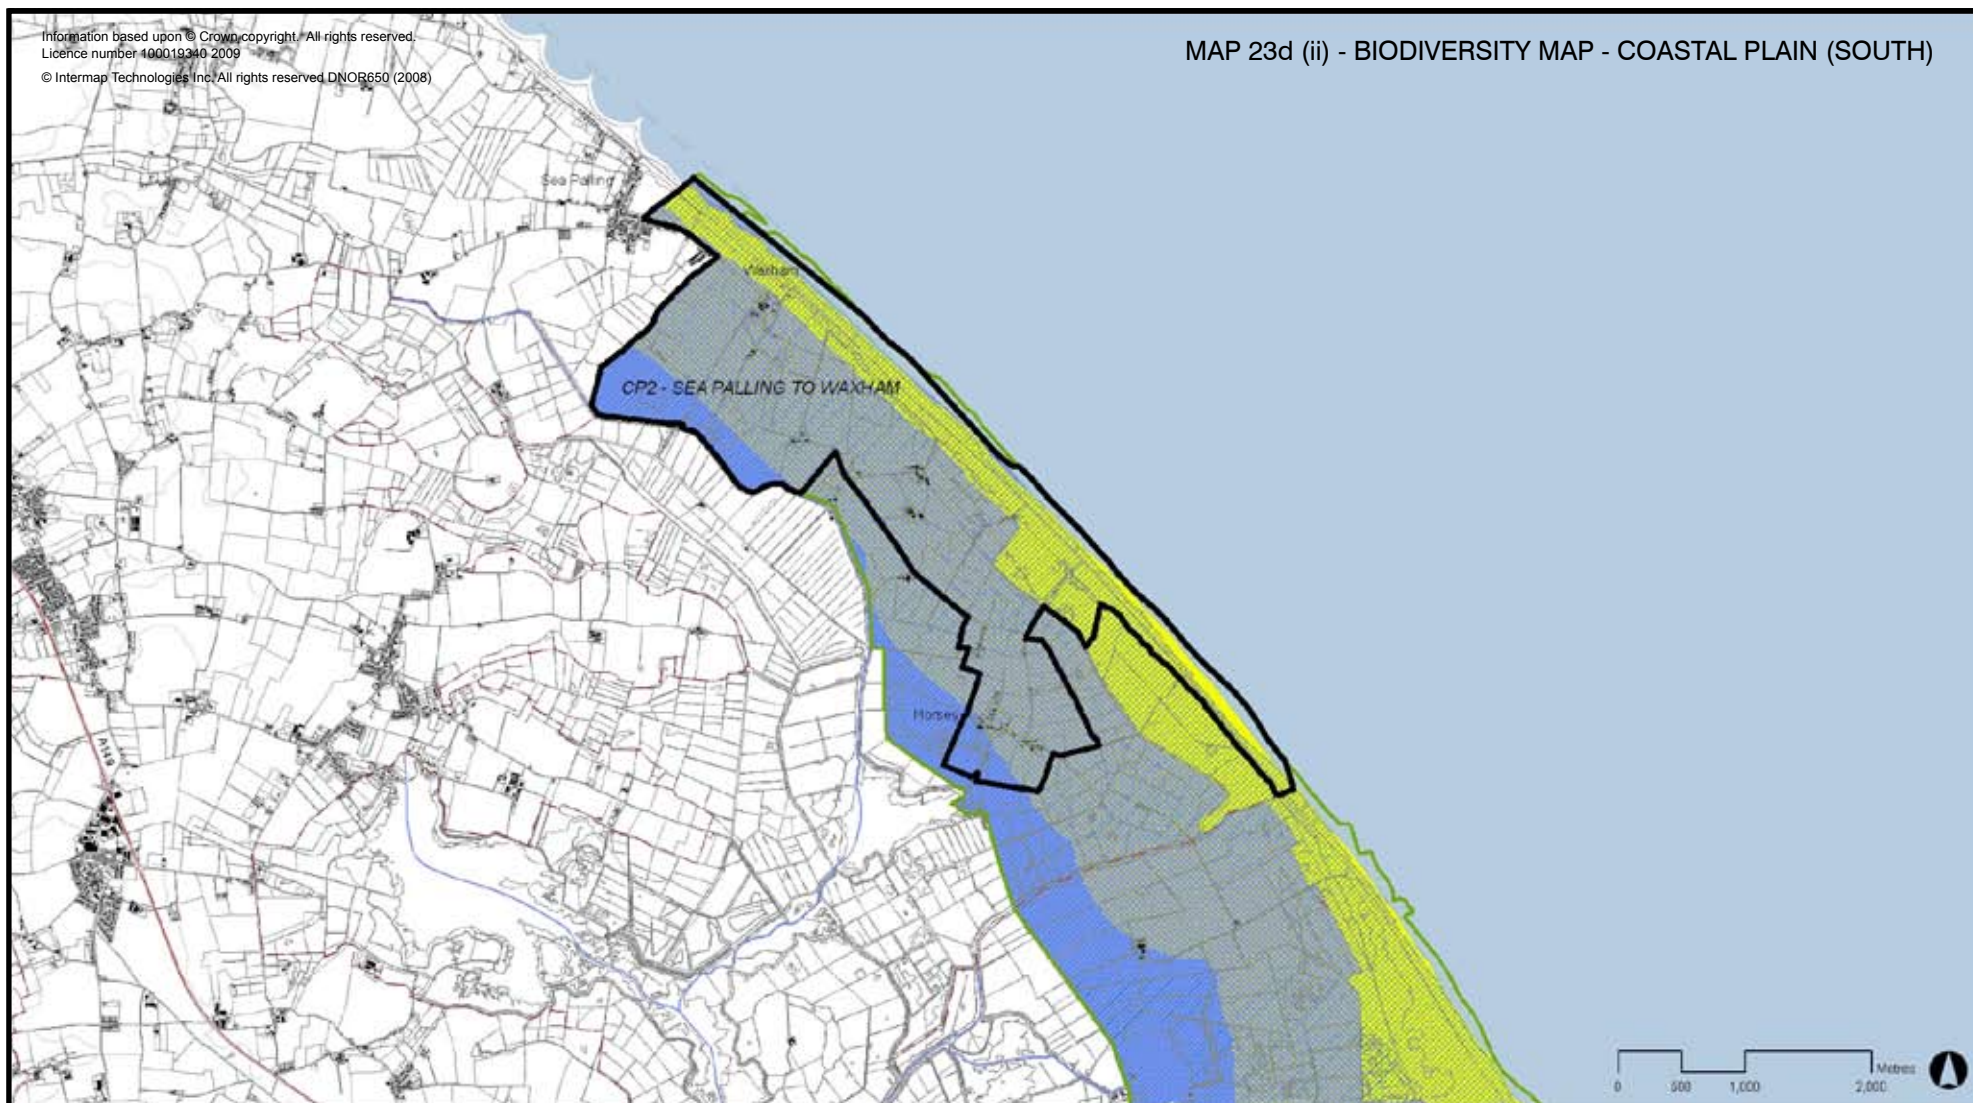 Information based upon © Crown copyright. All rights reserved.
Licence number 100019340 2009
© Intermap Technologies Inc. All rights reserved DNOR650 (2008)
MAP 23d (ii) - BIODIVERSITY MAP - COASTAL PLAIN (SOUTH)
Sea Palling
Waxham
CP2 - SEA PALLING TO WAXHAM
Horsey
A149
Metres
0 500 1,000 2,000